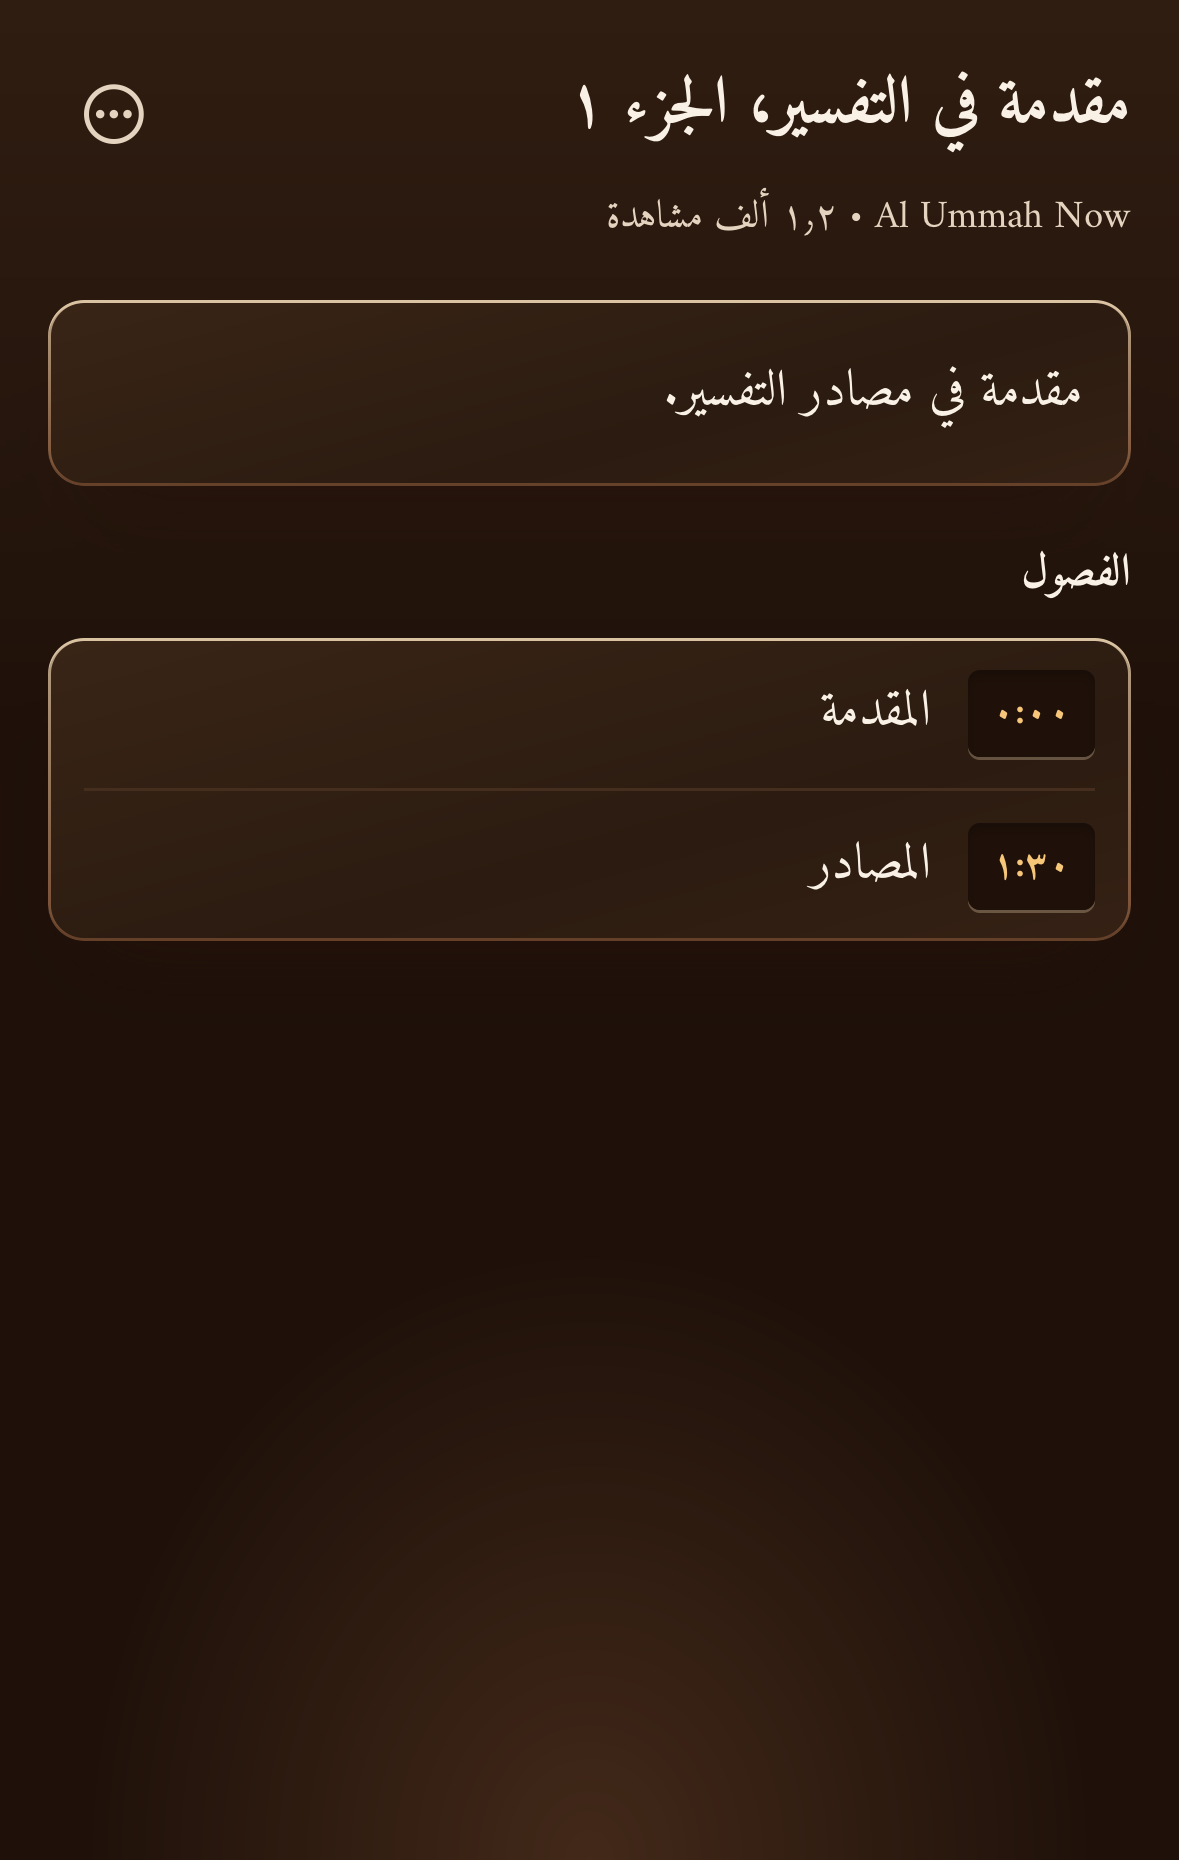 مقدمة في التفسير، الجزء ١
Al Ummah Now • ١٫٢ ألف مشاهدة
مقدمة في مصادر التفسير.
الفصول
٠:٠٠ المقدمة
١:٣٠ المصادر